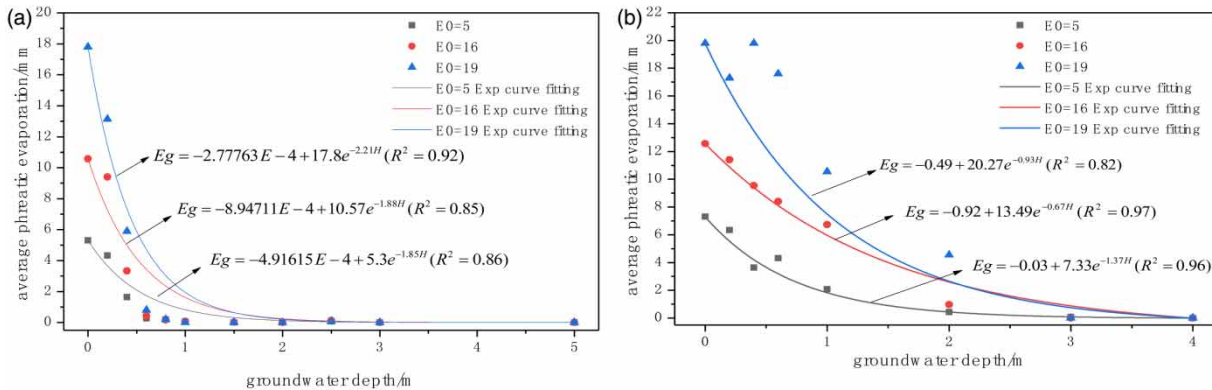 (a)
average phreatic evaporation/mm
20
18
16
14
12
10
8
6
4
2
0
E0=5
E0=16
E0=19
E0=5 Exp curve fitting
E0=16 Exp curve fitting
E0=19 Exp curve fitting
Eg = −2.77763E − 4 + 17.8e^{-2.21H} (R² = 0.92)
Eg = −8.94711E − 4 + 10.57e^{-1.88H} (R² = 0.85)
Eg = −4.91615E − 4 + 5.3e^{-1.85H} (R² = 0.86)
0 1 2 3 4 5
groundwater depth/m
(b)
average phreatic evaporation/mm
22
20
18
16
14
12
10
8
6
4
2
0
E0=5
E0=16
E0=19
E0=5 Exp curve fitting
E0=16 Exp curve fitting
E0=19 Exp curve fitting
Eg = −0.49 + 20.27e^{-0.93H} (R² = 0.82)
Eg = −0.92 + 13.49e^{-0.67H} (R² = 0.97)
Eg = −0.03 + 7.33e^{-1.37H} (R² = 0.96)
0 1 2 3 4
groundwater depth/m